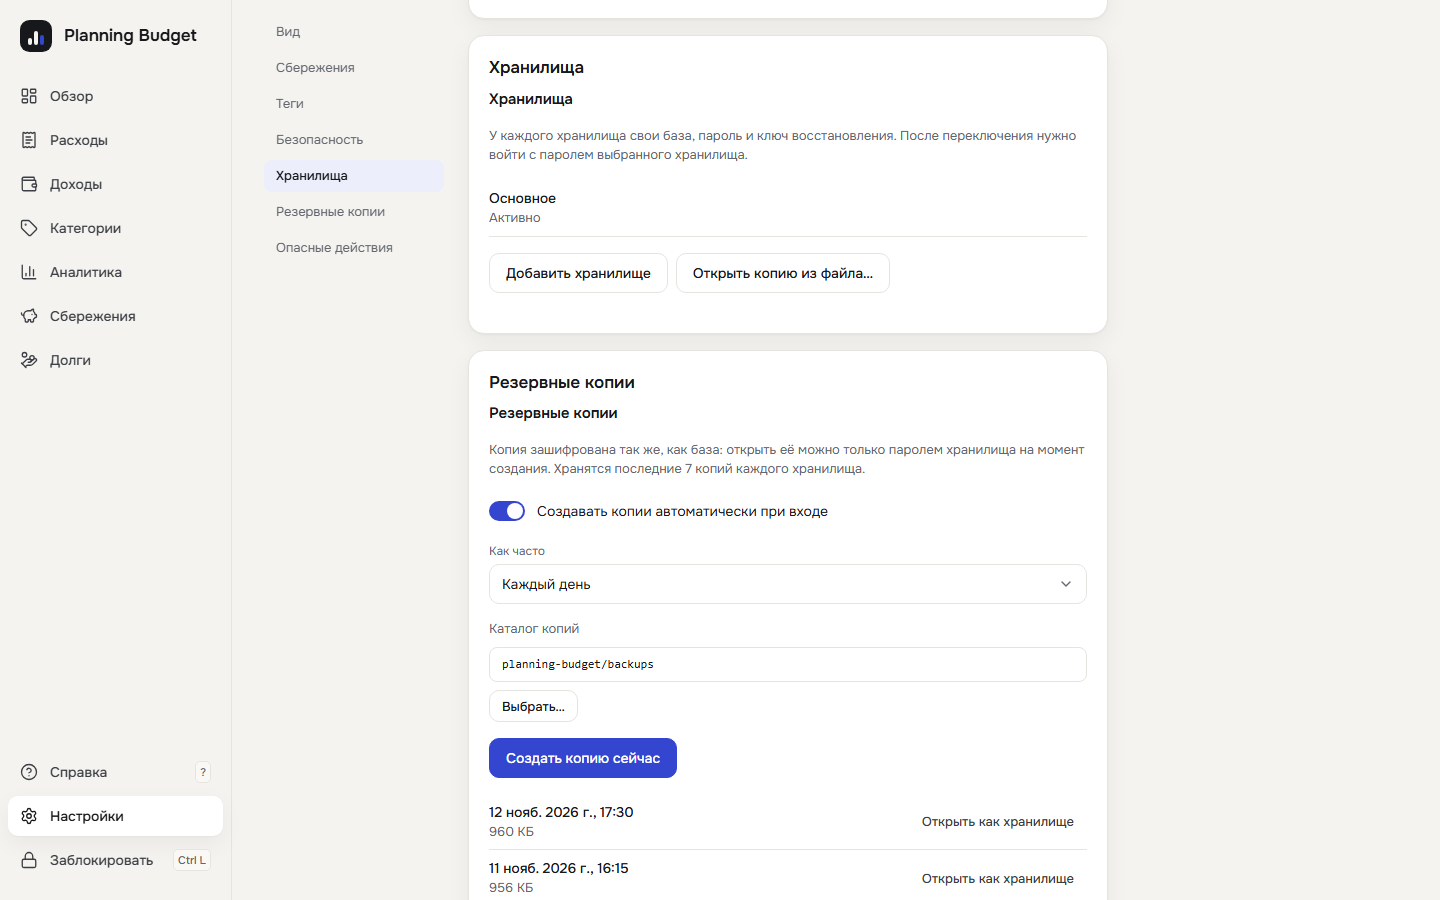 Planning Budget
Обзор
Расходы
Доходы
Категории
Аналитика
Сбережения
Долги
Справка
?
Настройки
Заблокировать
Ctrl L
Вид
Сбережения
Теги
Безопасность
Хранилища
Резервные копии
Опасные действия
Хранилища
Хранилища
У каждого хранилища свои база, пароль и ключ восстановления. После переключения нужно
войти с паролем выбранного хранилища.
Основное
Активно
Добавить хранилище
Открыть копию из файла...
Резервные копии
Резервные копии
Копия зашифрована так же, как база: открыть её можно только паролем хранилища на момент
создания. Хранятся последние 7 копий каждого хранилища.
Создавать копии автоматически при входе
Как часто
Каждый день
Каталог копий
planning-budget/backups
Выбрать...
Создать копию сейчас
12 нояб. 2026 г., 17:30
960 КБ
Открыть как хранилище
11 нояб. 2026 г., 16:15
956 КБ
Открыть как хранилище